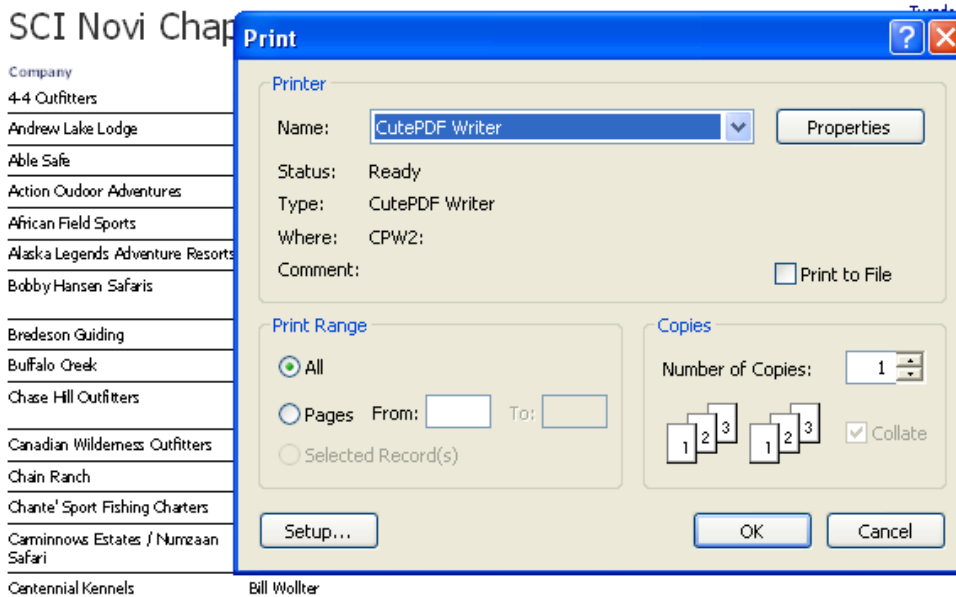 SCI Novi Chap
Tuesda
Company
4-4 Outfitters
Andrew Lake Lodge
Able Safe
Action Oudoor Adventures
African Field Sports
Alaska Legends Adventure Resorts
Bobby Hansen Safaris
Bredeson Guiding
Buffalo Creek
Chase Hill Outfitters
Canadian Wilderness Outfitters
Chain Ranch
Chante' Sport Fishing Charters
Carminnows Estates / Numzaan
Safari
Centennial Kennels Bill Wollter
Print
?
X
Printer
Name: CutePDF Writer Properties
Status: Ready
Type: CutePDF Writer
Where: CPW2:
Comment:
Print to File
Print Range
All
Pages From: To:
Selected Record(s)
Copies
Number of Copies: 1
1 2 3 1 2 3
Collate
Setup... OK Cancel